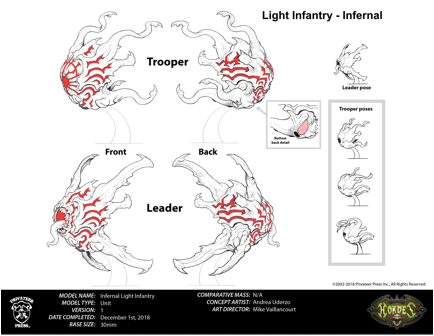 Light Infantry - Infernal
Trooper
Leader pose
Trooper poses
Bottom
back detail
Front
Back
Leader
©2002-2018 Privateer Press Inc., All Rights Reserved
PRIVATEER
PRESS
MODEL NAME: Infernal Light Infantry
MODEL TYPE: Unit
VERSION: 1
DATE COMPLETED: December 1st, 2018
BASE SIZE: 30mm
COMPARATIVE MASS: N/A
CONCEPT ARTIST: Andrea Uderzo
ART DIRECTOR: Mike Vaillancourt
HORDES